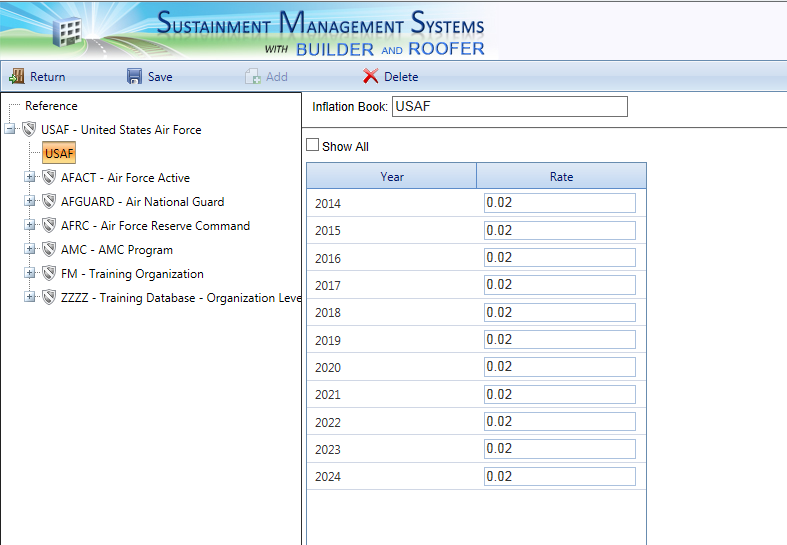 SUSTAINMENT MANAGEMENT SYSTEMS
WITH BUILDER AND ROOFER
Return Save Add Delete
Reference
USAF - United States Air Force
USAF
AFACT - Air Force Active
AFGUARD - Air National Guard
AFRC - Air Force Reserve Command
AMC - AMC Program
FM - Training Organization
ZZZZ - Training Database - Organization Leve
Inflation Book: USAF
Show All
Year Rate
2014 0.02
2015 0.02
2016 0.02
2017 0.02
2018 0.02
2019 0.02
2020 0.02
2021 0.02
2022 0.02
2023 0.02
2024 0.02